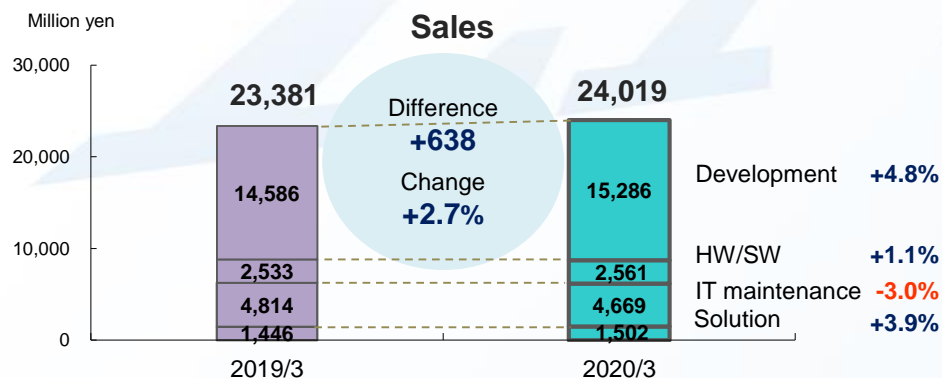 Million yen
Sales
30,000
20,000
10,000
0
23,381
14,586
2,533
4,814
1,446
2019/3
Difference
+638
Change
+2.7%
24,019
15,286
2,561
4,669
1,502
2020/3
Development +4.8%
HW/SW +1.1%
IT maintenance -3.0%
Solution +3.9%